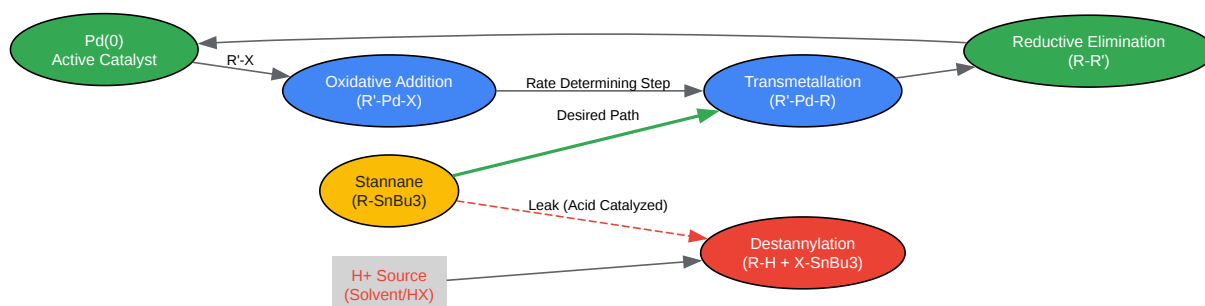 Pd(0)
Active Catalyst
R'-X
Oxidative Addition
(R'-Pd-X)
Rate Determining Step
Transmetallation
(R'-Pd-R)
Reductive Elimination
(R-R')
Desired Path
Stannane
(R-SnBu3)
Leak (Acid Catalyzed)
Destannylation
(R-H + X-SnBu3)
H+ Source
(Solvent/HX)